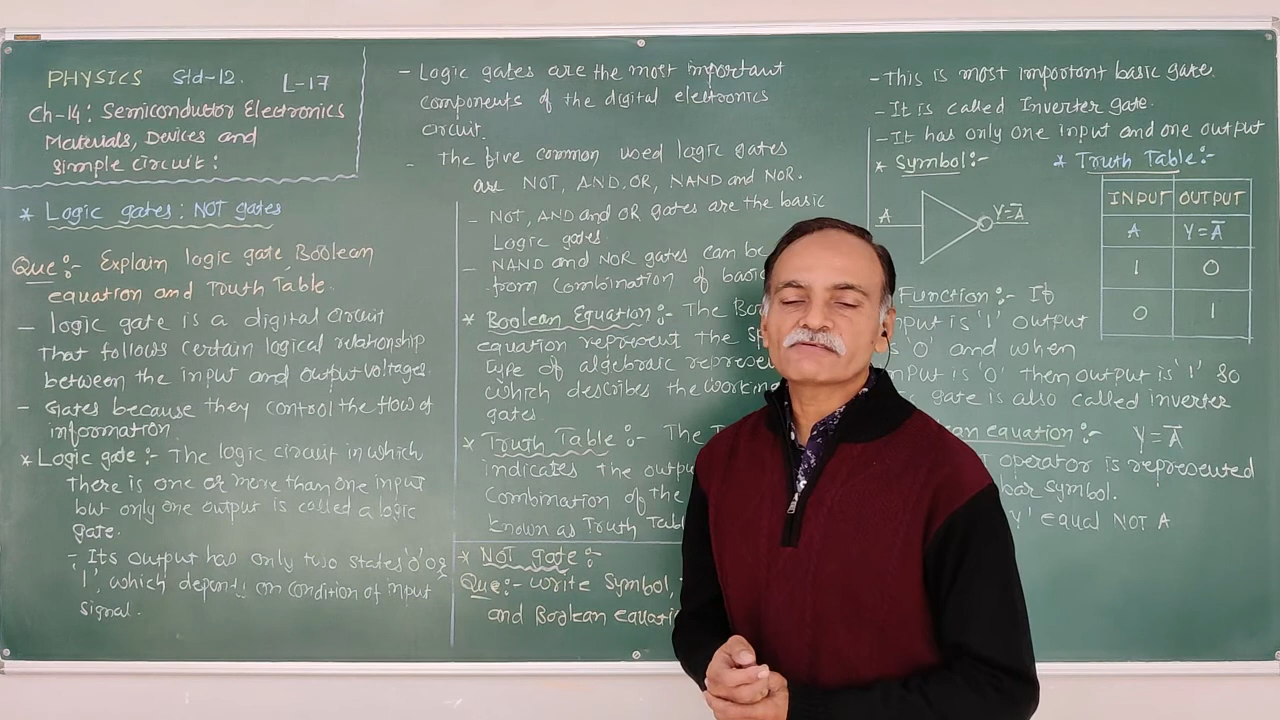 PHYSICS Std-12. L-17
Ch-14: Semiconductor Electronics
Materials, Devices and
Simple circuit:
* Logic gates: NOT gates
Que:- Explain logic gate, Boolean
equation and Truth Table.
- logic gate is a digital circuit
that follows certain logical relationship
between the input and output voltages
- Gates because they control the flow of
information.
* Logic gate:- The logic circuit in which
there is one or more than one input
but only one output is called a logic
gate.
- Its output has only two states '0' or
'1', which depends on condition of input
signal.
- Logic gates are the most important
components of the digital electronics
circuit.
- the five common used logic gates
are NOT, AND, OR, NAND and NOR.
- NOT, AND and OR gates are the basic
Logic gates.
- NAND and NOR gates can be
from combination of basic
* Boolean Equation:- The
equation represent the
type of algebraic
which describes the working
gates
* Truth Table:- The
indicates the
combination of the
known as Truth
* NOT gate:-
Que:- Write Symbol,
and Boolean
- This is most important basic gate.
- It is called Inverter gate.
- It has only one input and one output
* Symbol:-
A Y=A̅
* Truth Table:-
INPUT OUTPUT
A Y=A̅
1 0
0 1
Function:- If
input is '1' output
'0' and when
input is '0' then output is '1' so
gate is also called inverter
equation:- Y=A̅
operator is represented
bar symbol.
'Y' equal NOT A